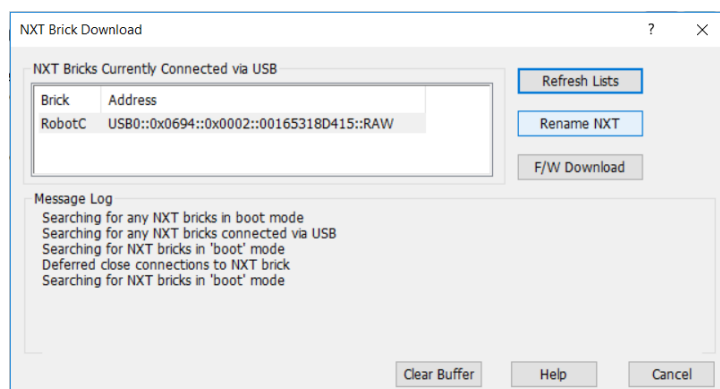 NXT Brick Download
? X
NXT Bricks Currently Connected via USB
Brick Address
RobotC USB0::0x0694::0x0002::00165318D415::RAW
Refresh Lists
Rename NXT
F/W Download
Message Log
Searching for any NXT bricks in boot mode
Searching for any NXT bricks connected via USB
Searching for NXT bricks in 'boot' mode
Deferred close connections to NXT brick
Searching for NXT bricks in 'boot' mode
Clear Buffer Help Cancel